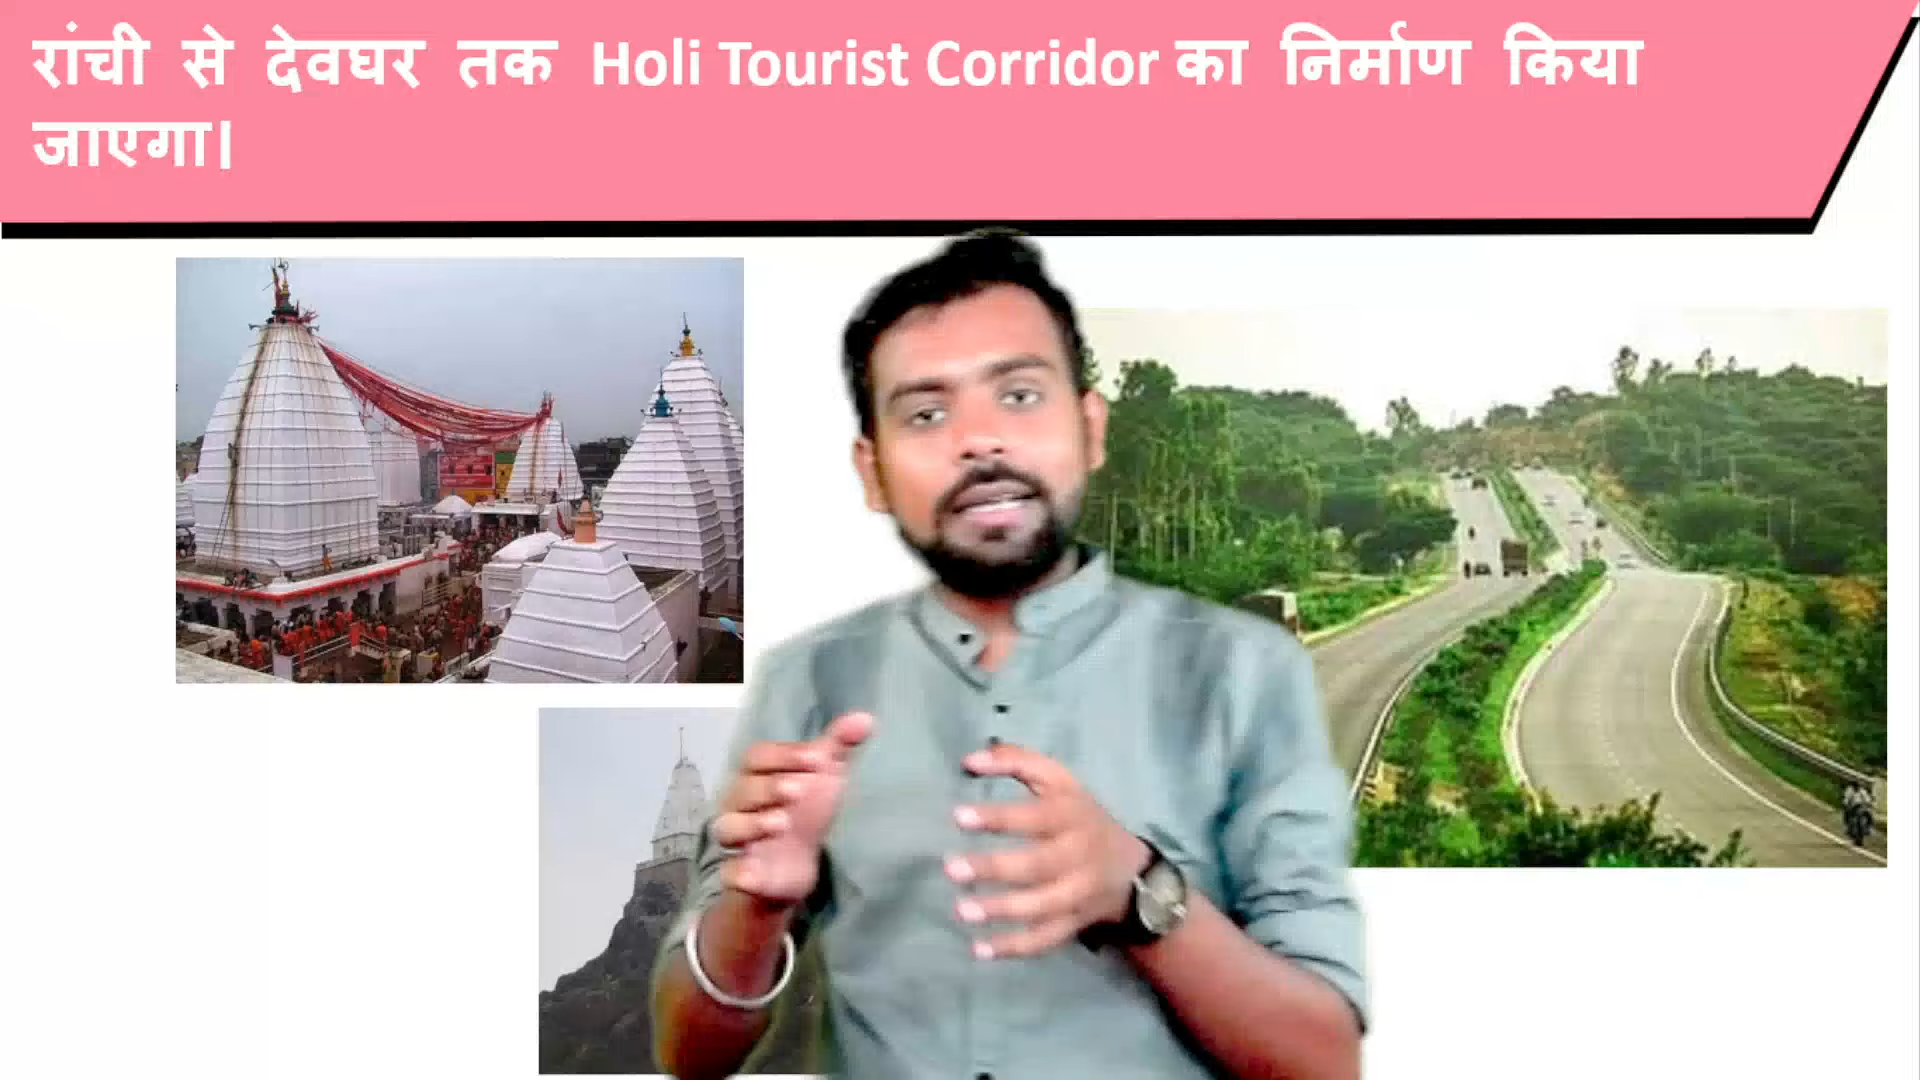 रांची से देवघर तक Holi Tourist Corridor का निर्माण किया
जाएगा।